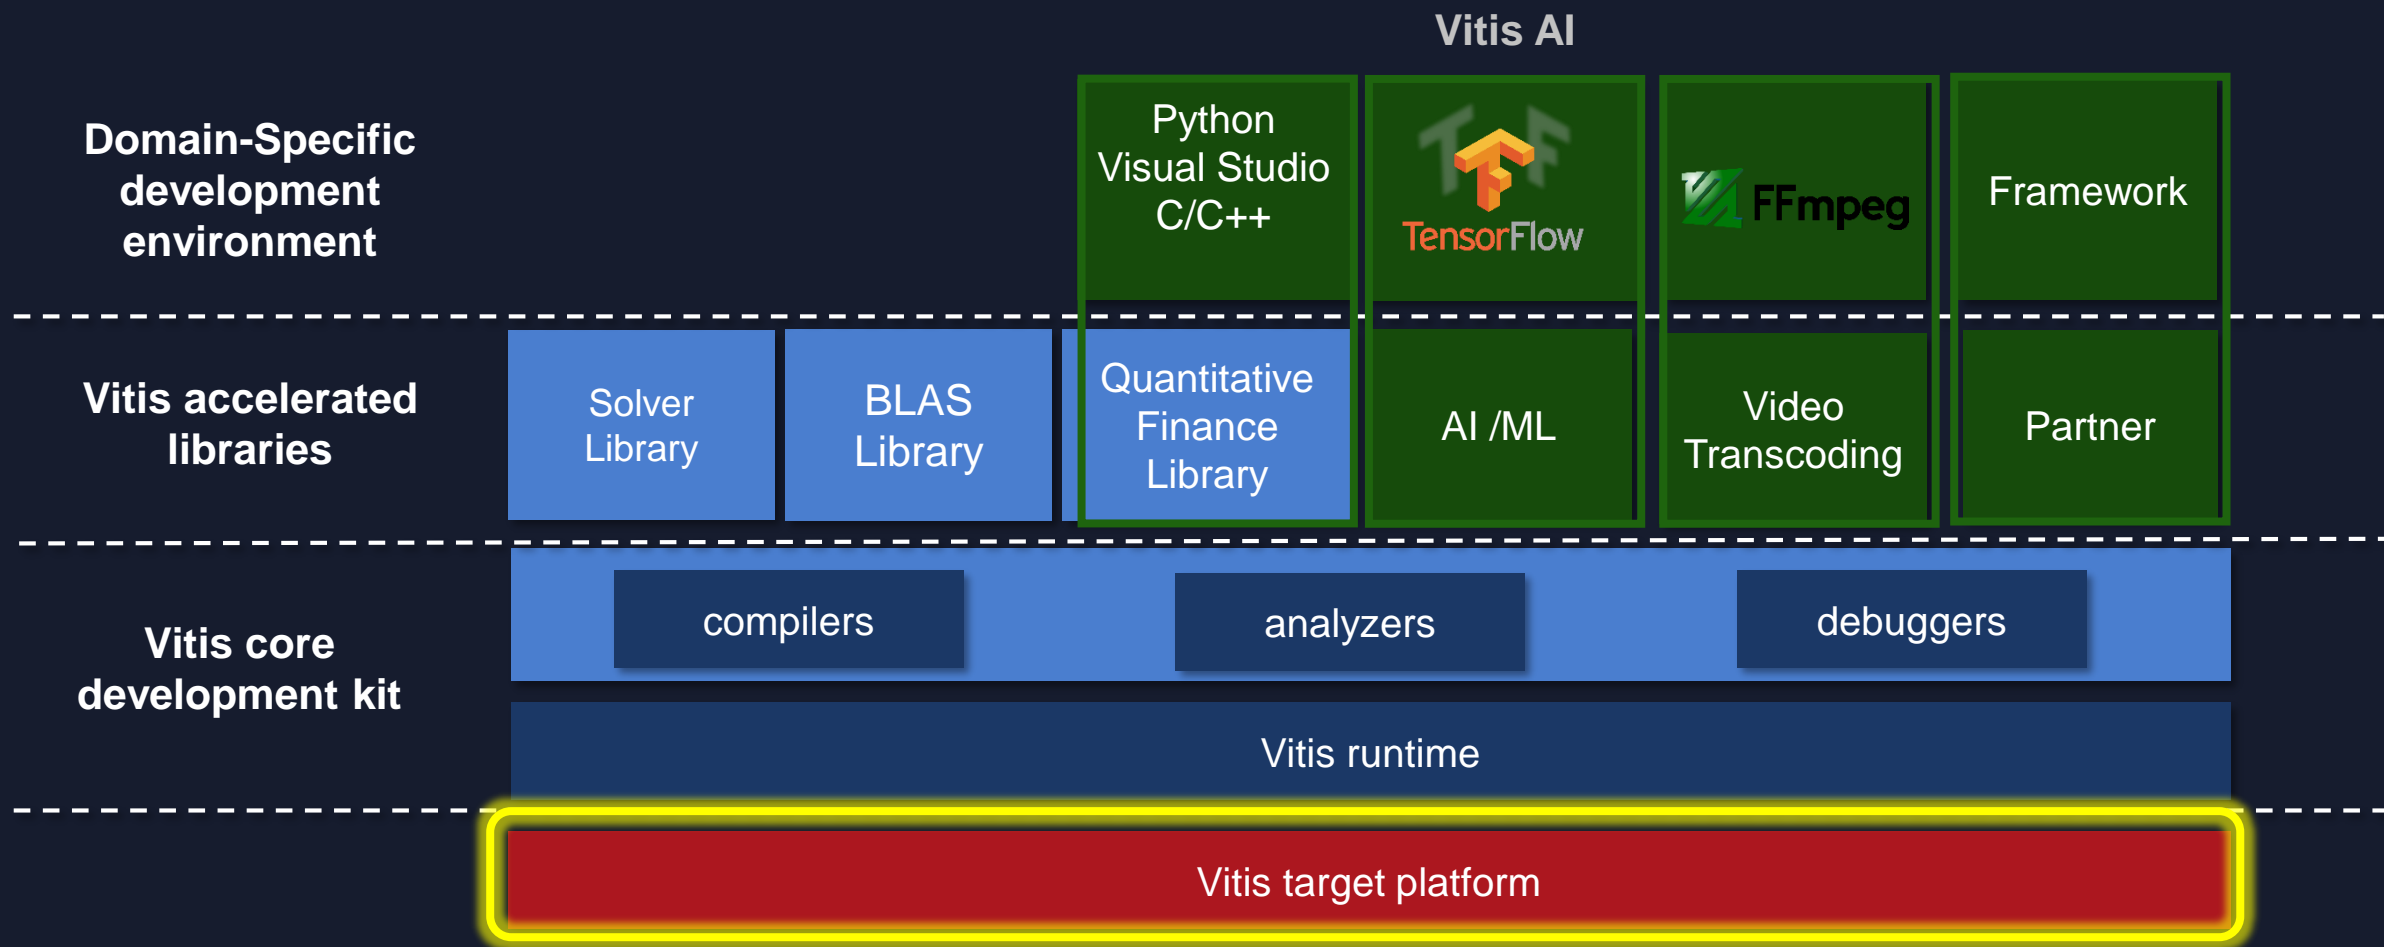 Vitis AI
Domain-Specific
development
environment
Python
Visual Studio
C/C++
TensorFlow
FFmpeg
Framework
Vitis accelerated
libraries
Solver
Library
BLAS
Library
Quantitative
Finance
Library
AI /ML
Video
Transcoding
Partner
Vitis core
development kit
compilers
analyzers
debuggers
Vitis runtime
Vitis target platform